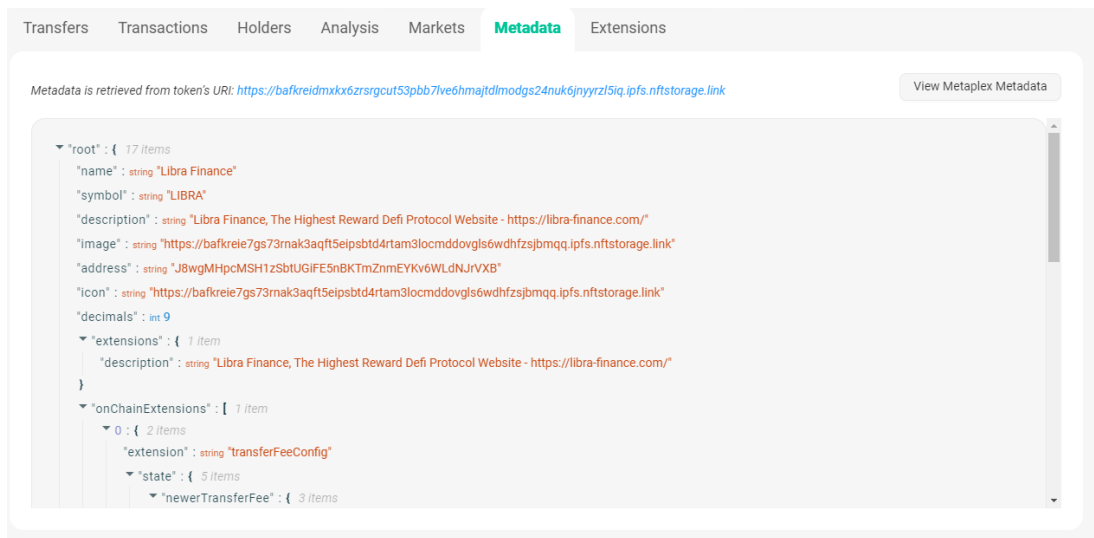 Transfers Transactions Holders Analysis Markets Metadata Extensions
Metadata is retrieved from token's URI: https://bafkreidmxkx6zrsrgcut53pbb7lve6hmajtdlmodgs24nuk6jnyyrzl5iq.ipfs.nftstorage.link
View Metaplex Metadata
"root" : { 17 items
"name" : string "Libra Finance"
"symbol" : string "LIBRA"
"description" : string "Libra Finance, The Highest Reward Defi Protocol Website - https://libra-finance.com/"
"image" : string "https://bafkreie7gs73rnak3aqft5eipsbtd4rtam3locmddovgls6wdhfzsjbmqq.ipfs.nftstorage.link"
"address" : string "J8wgMHpcMSH1zSbtUGiFE5nBKTmZnmEYKv6WLdNJrVXB"
"icon" : string "https://bafkreie7gs73rnak3aqft5eipsbtd4rtam3locmddovgls6wdhfzsjbmqq.ipfs.nftstorage.link"
"decimals" : int 9
"extensions" : { 1 item
"description" : string "Libra Finance, The Highest Reward Defi Protocol Website - https://libra-finance.com/"
}
"onChainExtensions" : [ 1 item
0 : { 2 items
"extension" : string "transferFeeConfig"
"state" : { 5 items
"newerTransferFee" : { 3 items